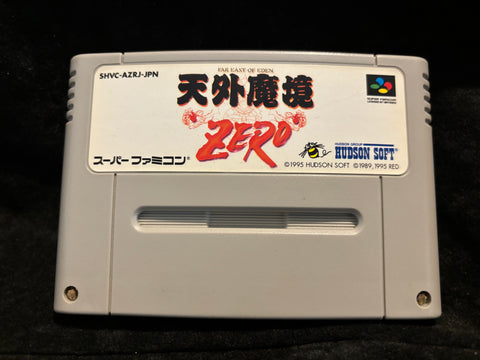 SHVC-AZRJ-JPN
FAR EAST OF EDEN
天外魔境
ZERO
SUPER FAMICOM
スーパーファミコン®
HUDSON GROUP
HUDSON SOFT®
©1995 HUDSON SOFT ©1989, 1995 RED